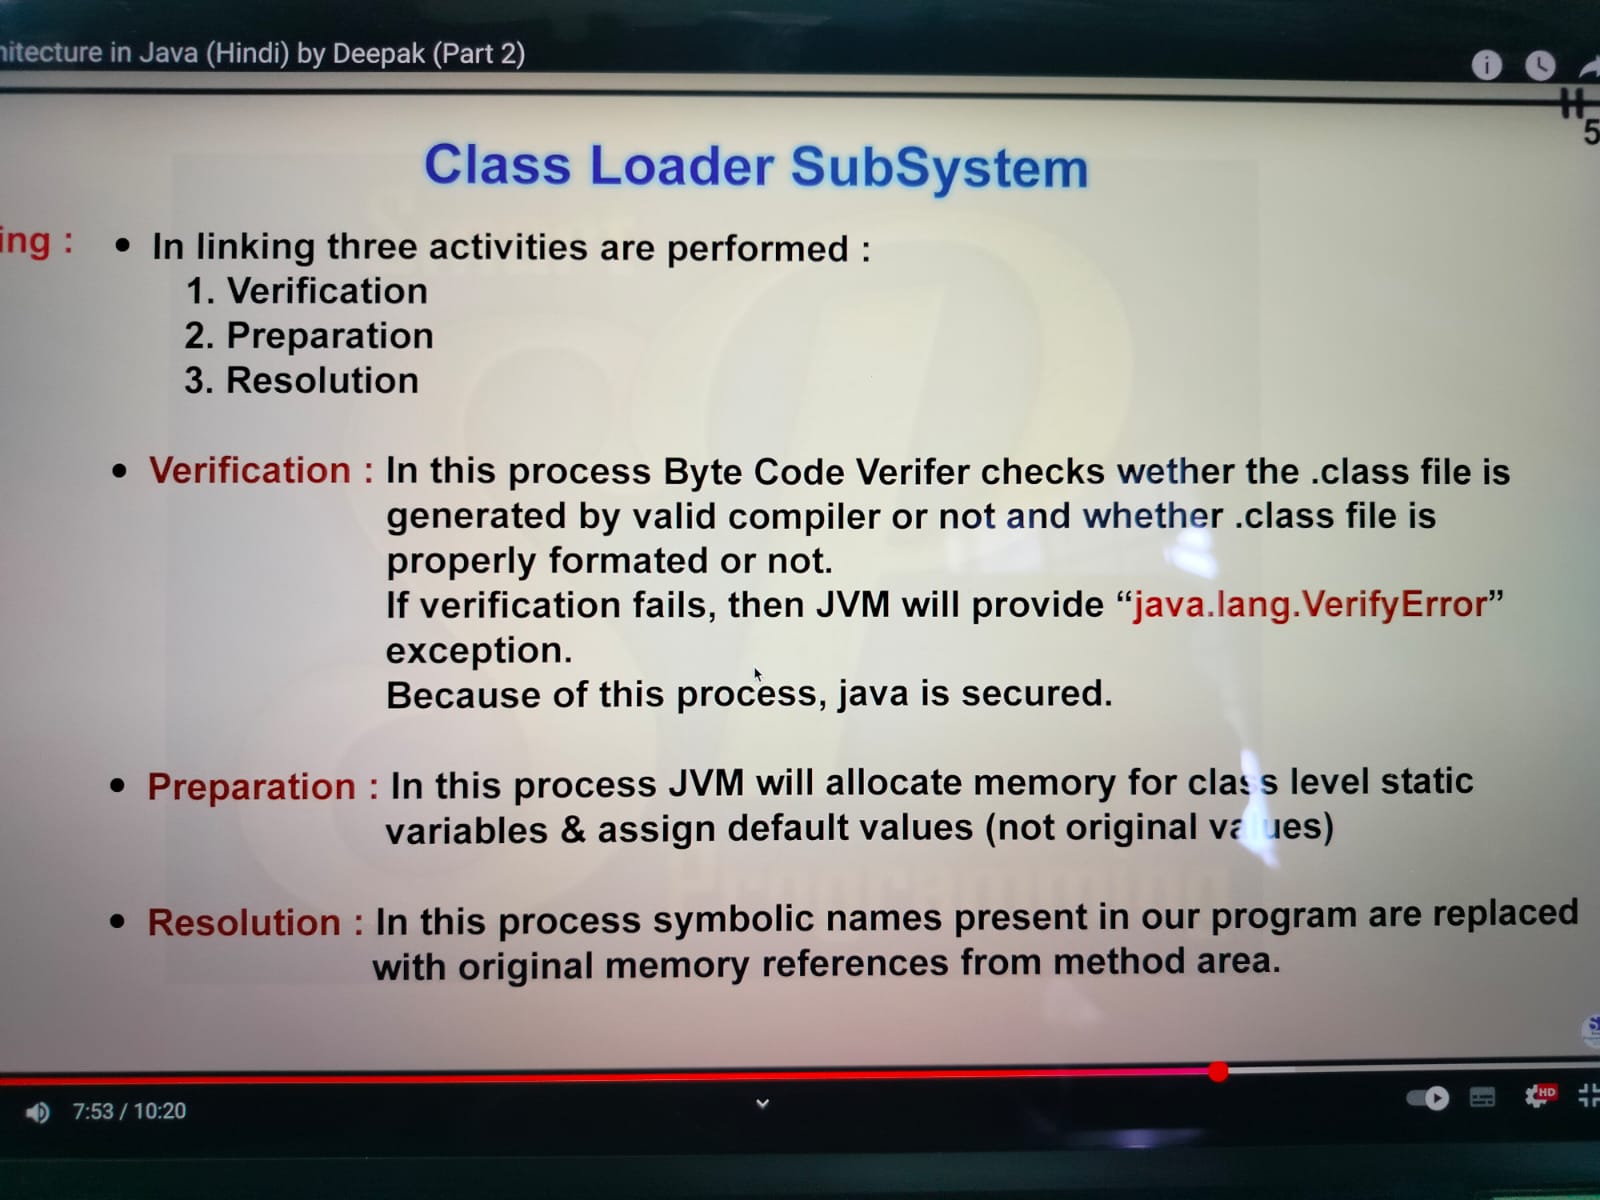 hitecture in Java (Hindi) by Deepak (Part 2)
5
Class Loader SubSystem
ing :
• In linking three activities are performed :
1. Verification
2. Preparation
3. Resolution
• Verification : In this process Byte Code Verifer checks wether the .class file is
generated by valid compiler or not and whether .class file is
properly formated or not.
If verification fails, then JVM will provide “java.lang.VerifyError”
exception.
Because of this process, java is secured.
• Preparation : In this process JVM will allocate memory for class level static
variables & assign default values (not original values)
Programming
• Resolution : In this process symbolic names present in our program are replaced
with original memory references from method area.
7:53 / 10:20
HD